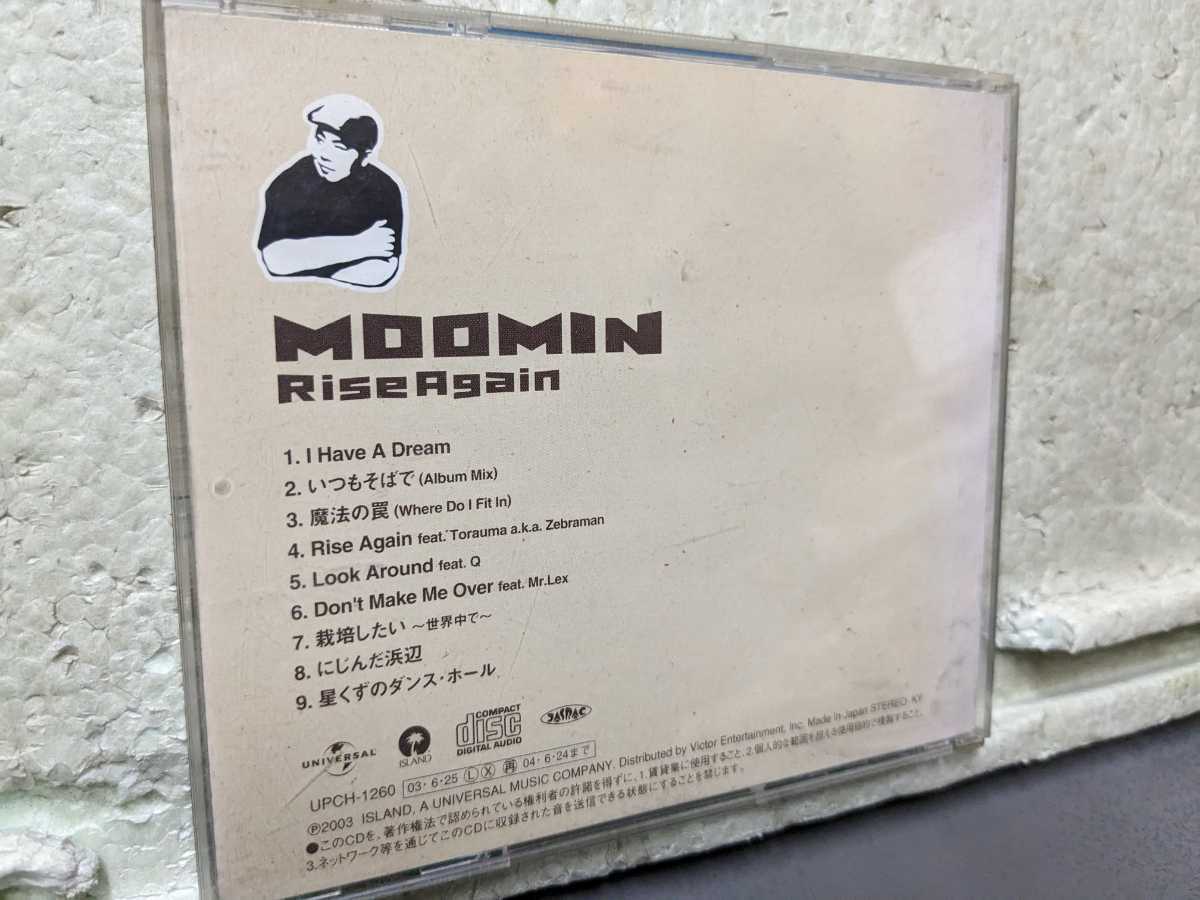 MOOMIN
Rise Again
1. I Have A Dream
2. いつもそばで (Album Mix)
3. 魔法の罠 (Where Do I Fit In)
4. Rise Again feat. Torauma a.k.a. Zebraman
5. Look Around feat. Q
6. Don't Make Me Over feat. Mr.Lex
7. 栽培したい ～世界中で～
8. にじんだ浜辺
9. 星くずのダンス・ホール
UNIVERSAL ISLAND COMPACT disc DIGITAL AUDIO JASRAC
UPCH-1260 03・6・25 Ⓛ Ⓧ 再 04・6・24まで
℗2003 ISLAND, A UNIVERSAL MUSIC COMPANY. Distributed by Victor Entertainment, Inc. Made in Japan STEREO KY
●このCDを、著作権法で認められている権利者の許諾を得ずに、1.賃貸業に使用すること、2.個人的な範囲を超える使用目的で複製すること、
3.ネットワーク等を通じてこのCDに収録された音を送信できる状態にすることを禁じます。